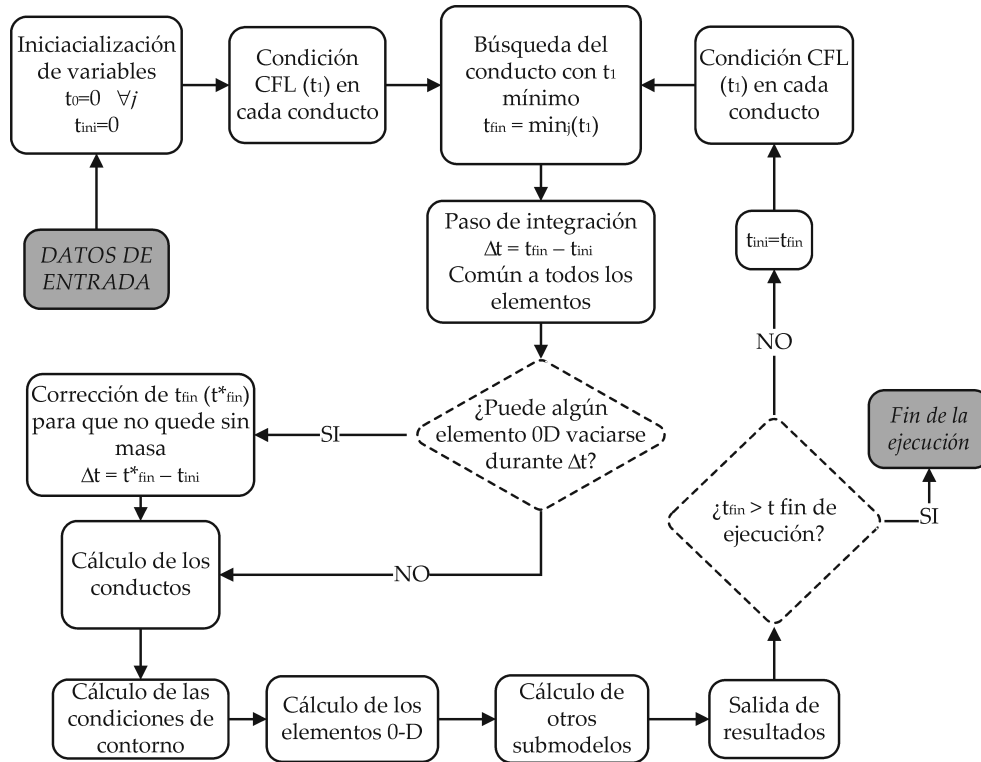 Iniciacialización
de variables
t₀=0 ∀j
tini=0
Condición
CFL (t₁) en
cada conducto
Búsqueda del
conducto con t₁
mínimo
tfin = minj(t₁)
Condición CFL
(t₁) en cada
conducto
DATOS DE
ENTRADA
Paso de integración
Δt = tfin – tini
Común a todos los
elementos
tini=tfin
NO
¿Puede algún
elemento 0D vaciarse
durante Δt?
SI
Corrección de tfin (t*fin)
para que no quede sin
masa
Δt = t*fin – tini
Fin de la
ejecución
¿tfin > t fin de
ejecución?
SI
Cálculo de los
conductos
NO
Cálculo de las
condiciones de
contorno
Cálculo de los
elementos 0-D
Cálculo de
otros
submodelos
Salida de
resultados